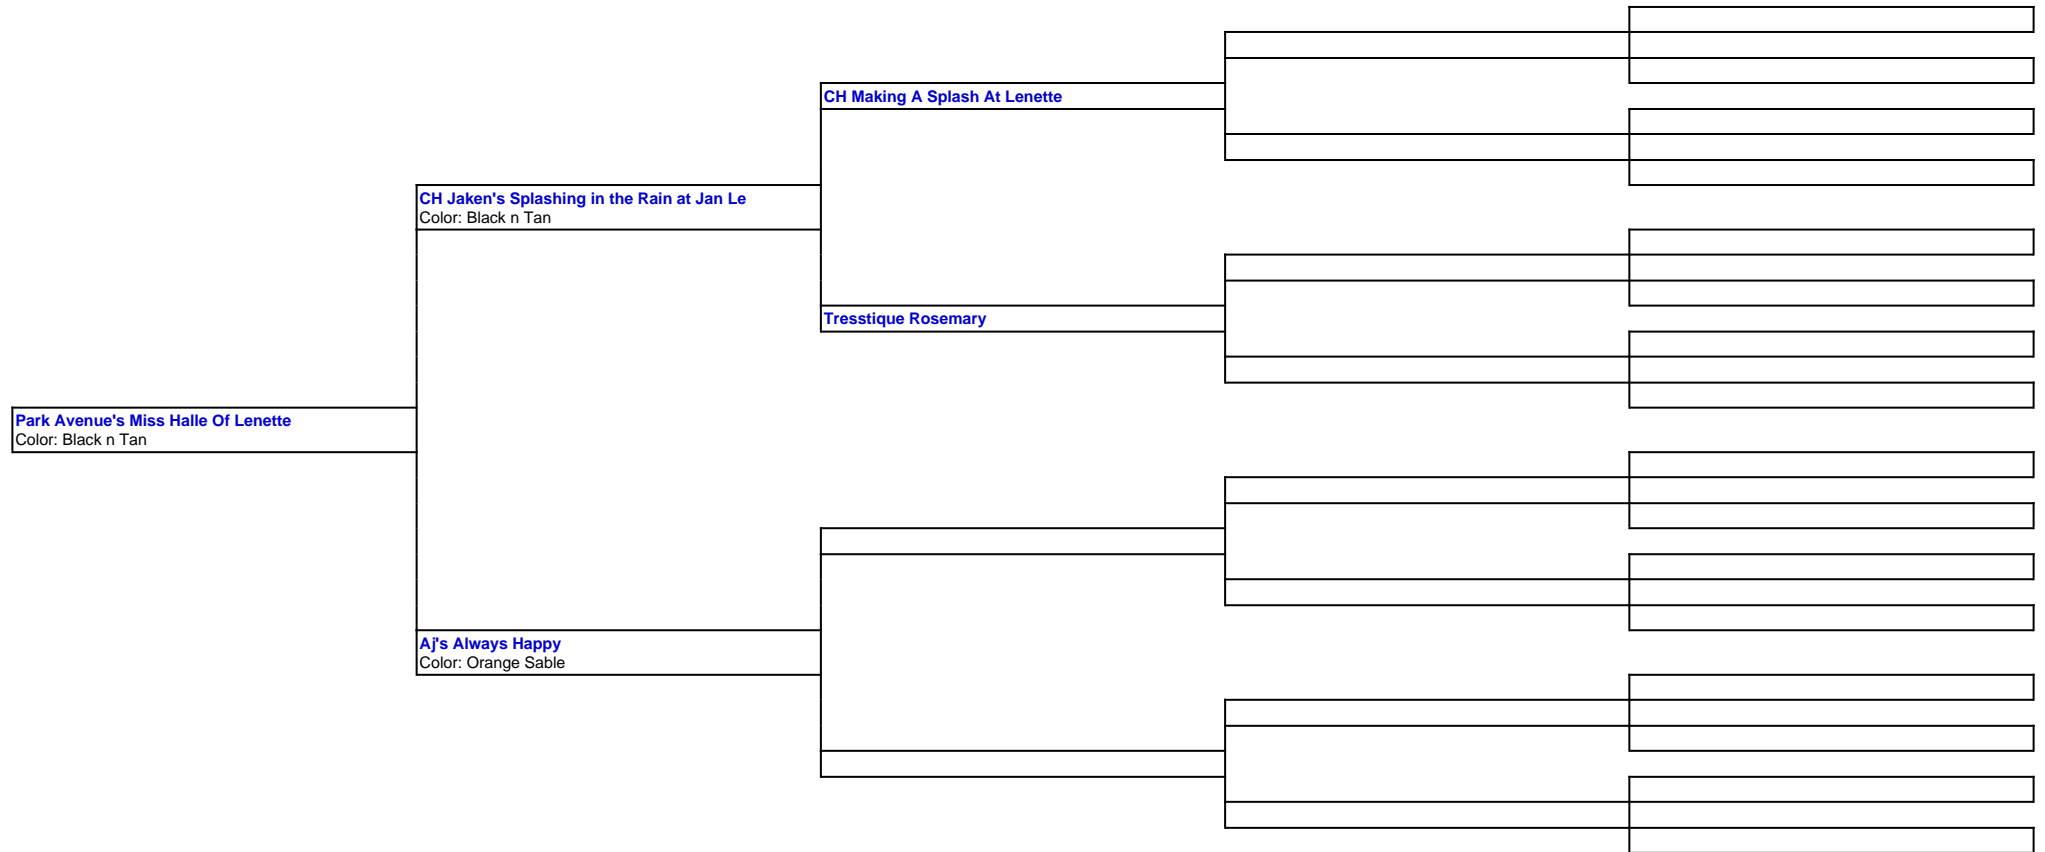 CH Making A Splash At Lenette
CH Jaken's Splashing in the Rain at Jan Le
Color: Black n Tan
Tresstique Rosemary
Park Avenue's Miss Halle Of Lenette
Color: Black n Tan
Aj's Always Happy
Color: Orange Sable